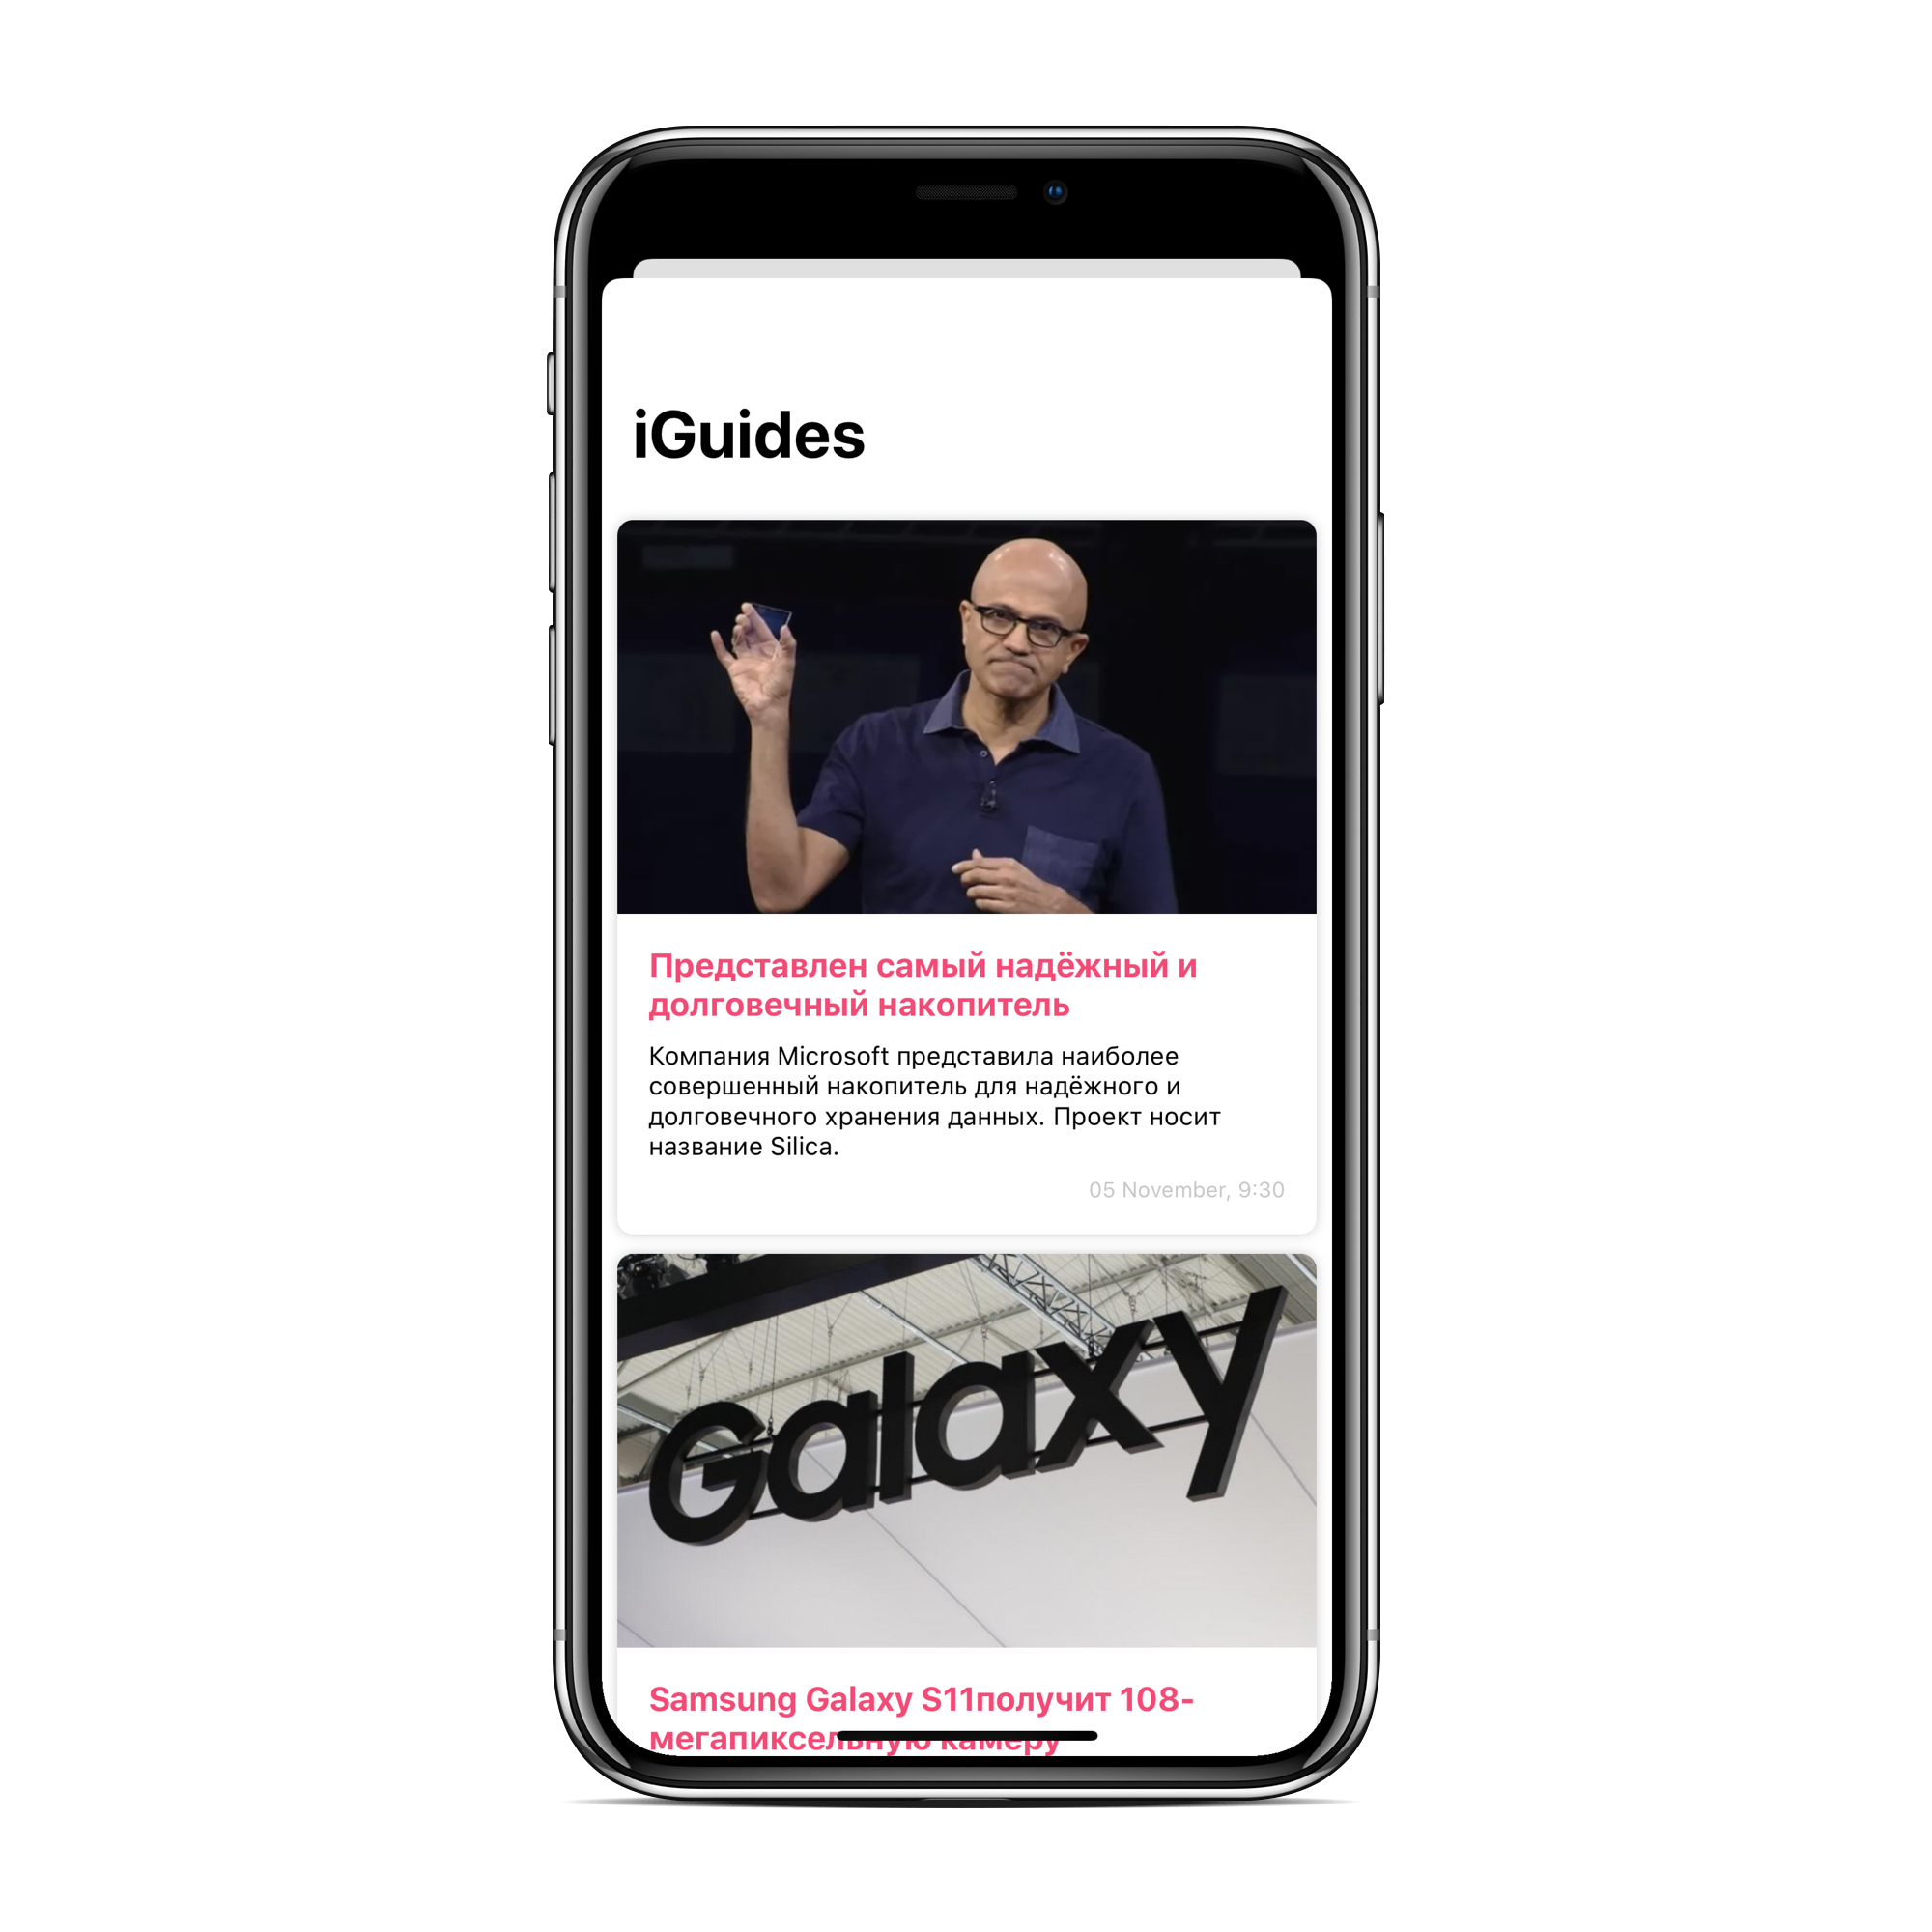 iGuides
Представлен самый надёжный и
долговечный накопитель
Компания Microsoft представила наиболее
совершенный накопитель для надёжного и
долговечного хранения данных. Проект носит
название Silica.
05 November, 9:30
Galaxy
Samsung Galaxy S11получит 108-
мегапиксельную камеру